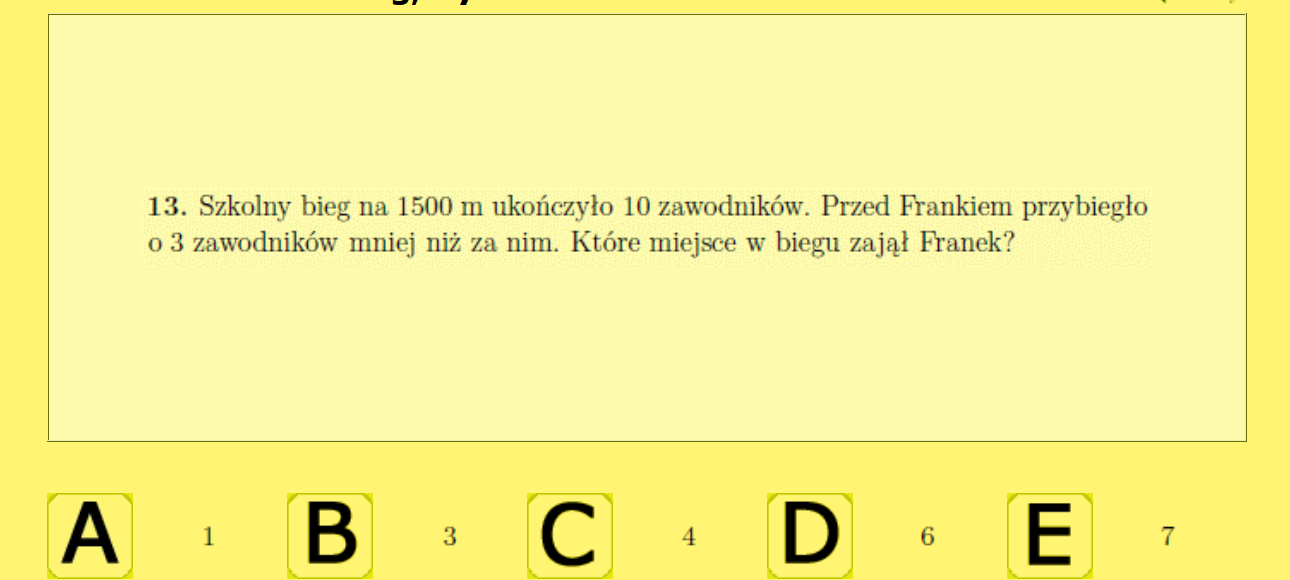 13. Szkolny bieg na 1500 m ukończyło 10 zawodników. Przed Frankiem przybiegło
o 3 zawodników mniej niż za nim. Które miejsce w biegu zajął Franek?
A 1 B 3 C 4 D 6 E 7